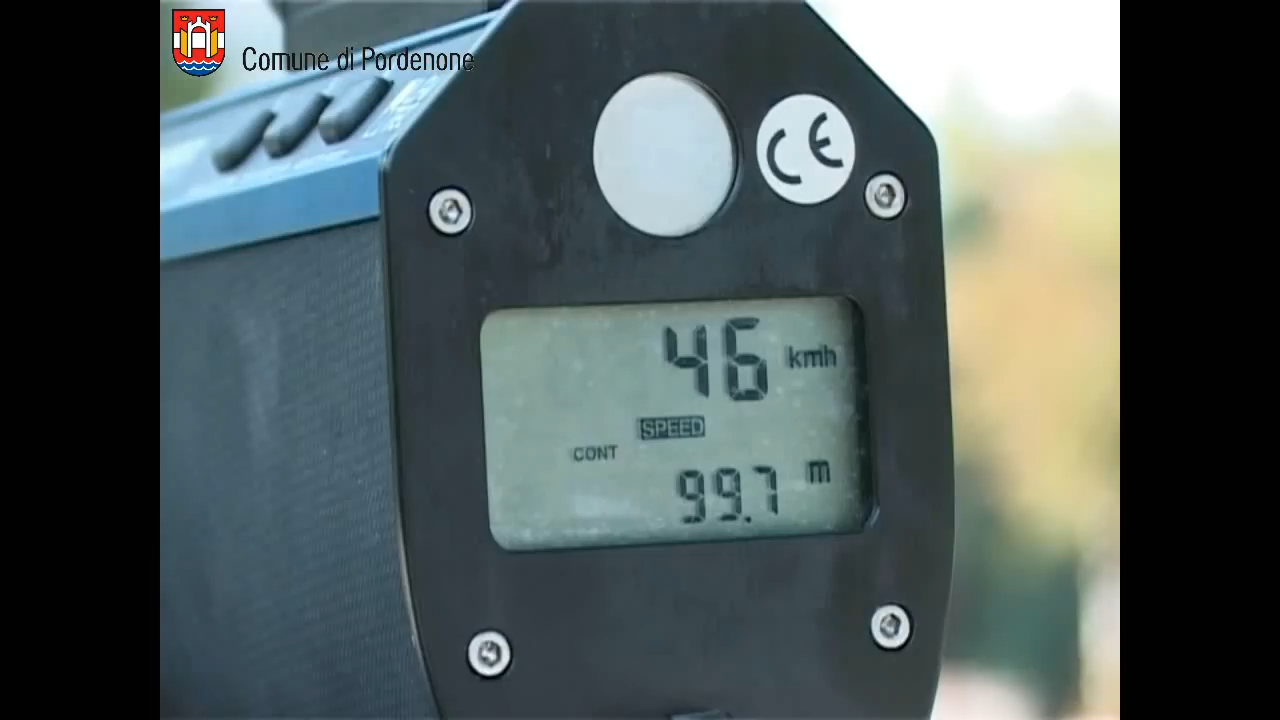 Comune di Pordenone
CE
46 kmh
SPEED
CONT
99.7 m